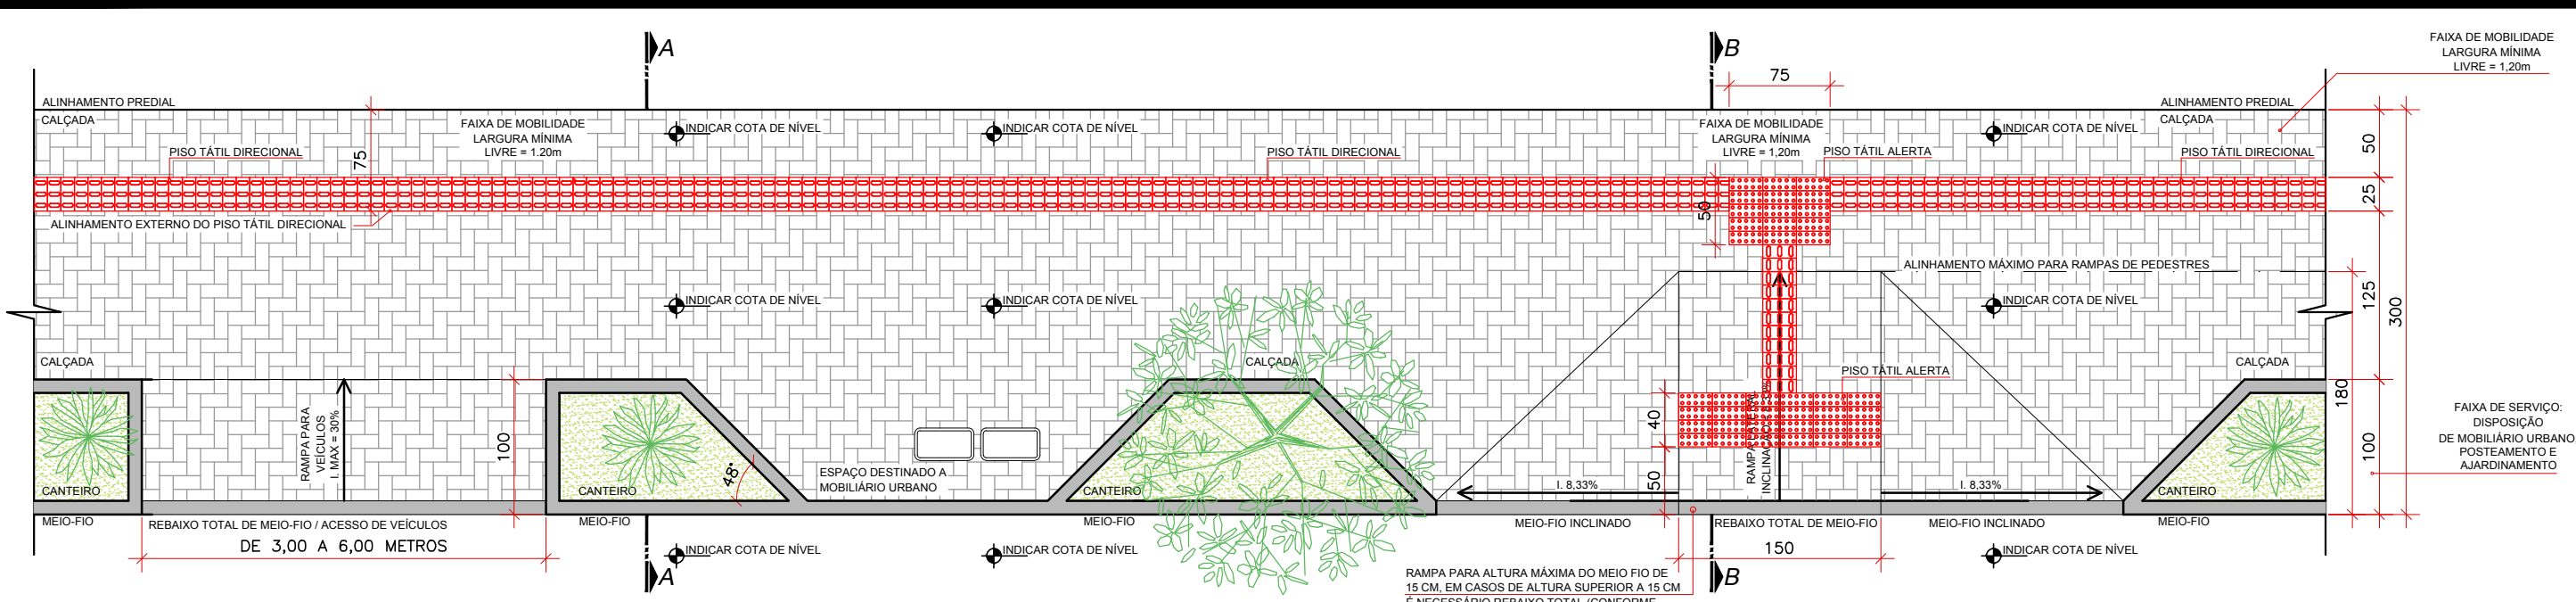 A
B
FAIXA DE MOBILIDADE
LARGURA MÍNIMA
LIVRE = 1,20m
75
ALINHAMENTO PREDIAL
CALÇADA
ALINHAMENTO PREDIAL
CALÇADA
FAIXA DE MOBILIDADE
LARGURA MÍNIMA
LIVRE = 1.20m
INDICAR COTA DE NÍVEL
INDICAR COTA DE NÍVEL
FAIXA DE MOBILIDADE
LARGURA MÍNIMA
LIVRE = 1,20m
INDICAR COTA DE NÍVEL
PISO TÁTIL DIRECIONAL
75
PISO TÁTIL DIRECIONAL
PISO TÁTIL ALERTA
PISO TÁTIL DIRECIONAL
50
25
50
ALINHAMENTO EXTERNO DO PISO TÁTIL DIRECIONAL
ALINHAMENTO MÁXIMO PARA RAMPAS DE PEDESTRES
INDICAR COTA DE NÍVEL
INDICAR COTA DE NÍVEL
INDICAR COTA DE NÍVEL
125
300
CALÇADA
CALÇADA
CALÇADA
PISO TÁTIL ALERTA
180
RAMPA PARA
VEÍCULOS
I. MAX = 30%
100
48°
40
50
100
FAIXA DE SERVIÇO:
DISPOSIÇÃO
DE MOBILIÁRIO URBANO,
POSTEAMENTO E
AJARDINAMENTO
ESPAÇO DESTINADO A
MOBILIÁRIO URBANO
CANTEIRO
CANTEIRO
CANTEIRO
I. 8,33%
RAMPA
INCLINAÇÃO
I. 8,33%
CANTEIRO
MEIO-FIO
REBAIXO TOTAL DE MEIO-FIO / ACESSO DE VEÍCULOS
MEIO-FIO
MEIO-FIO
MEIO-FIO INCLINADO
REBAIXO TOTAL DE MEIO-FIO
MEIO-FIO INCLINADO
MEIO-FIO
DE 3,00 A 6,00 METROS
INDICAR COTA DE NÍVEL
INDICAR COTA DE NÍVEL
150
INDICAR COTA DE NÍVEL
A
B
RAMPA PARA ALTURA MÁXIMA DO MEIO FIO DE
15 CM, EM CASOS DE ALTURA SUPERIOR A 15 CM
É NECESSÁRIO REBAIXO TOTAL (CONFORME